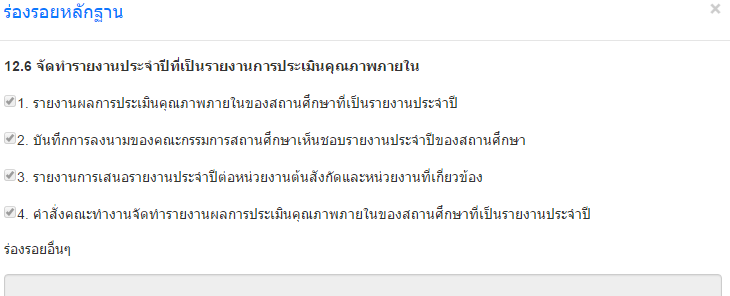 ร่องรอยหลักฐาน
×
12.6 จัดทำรายงานประจำปีที่เป็นรายงานการประเมินคุณภาพภายใน
1. รายงานผลการประเมินคุณภาพภายในของสถานศึกษาที่เป็นรายงานประจำปี
2. บันทึกการลงนามของคณะกรรมการสถานศึกษาเห็นชอบรายงานประจำปีของสถานศึกษา
3. รายงานการเสนอรายงานประจำปีต่อหน่วยงานต้นสังกัดและหน่วยงานที่เกี่ยวข้อง
4. คำสั่งคณะทำงานจัดทำรายงานผลการประเมินคุณภาพภายในของสถานศึกษาที่เป็นรายงานประจำปี
ร่องรอยอื่นๆ